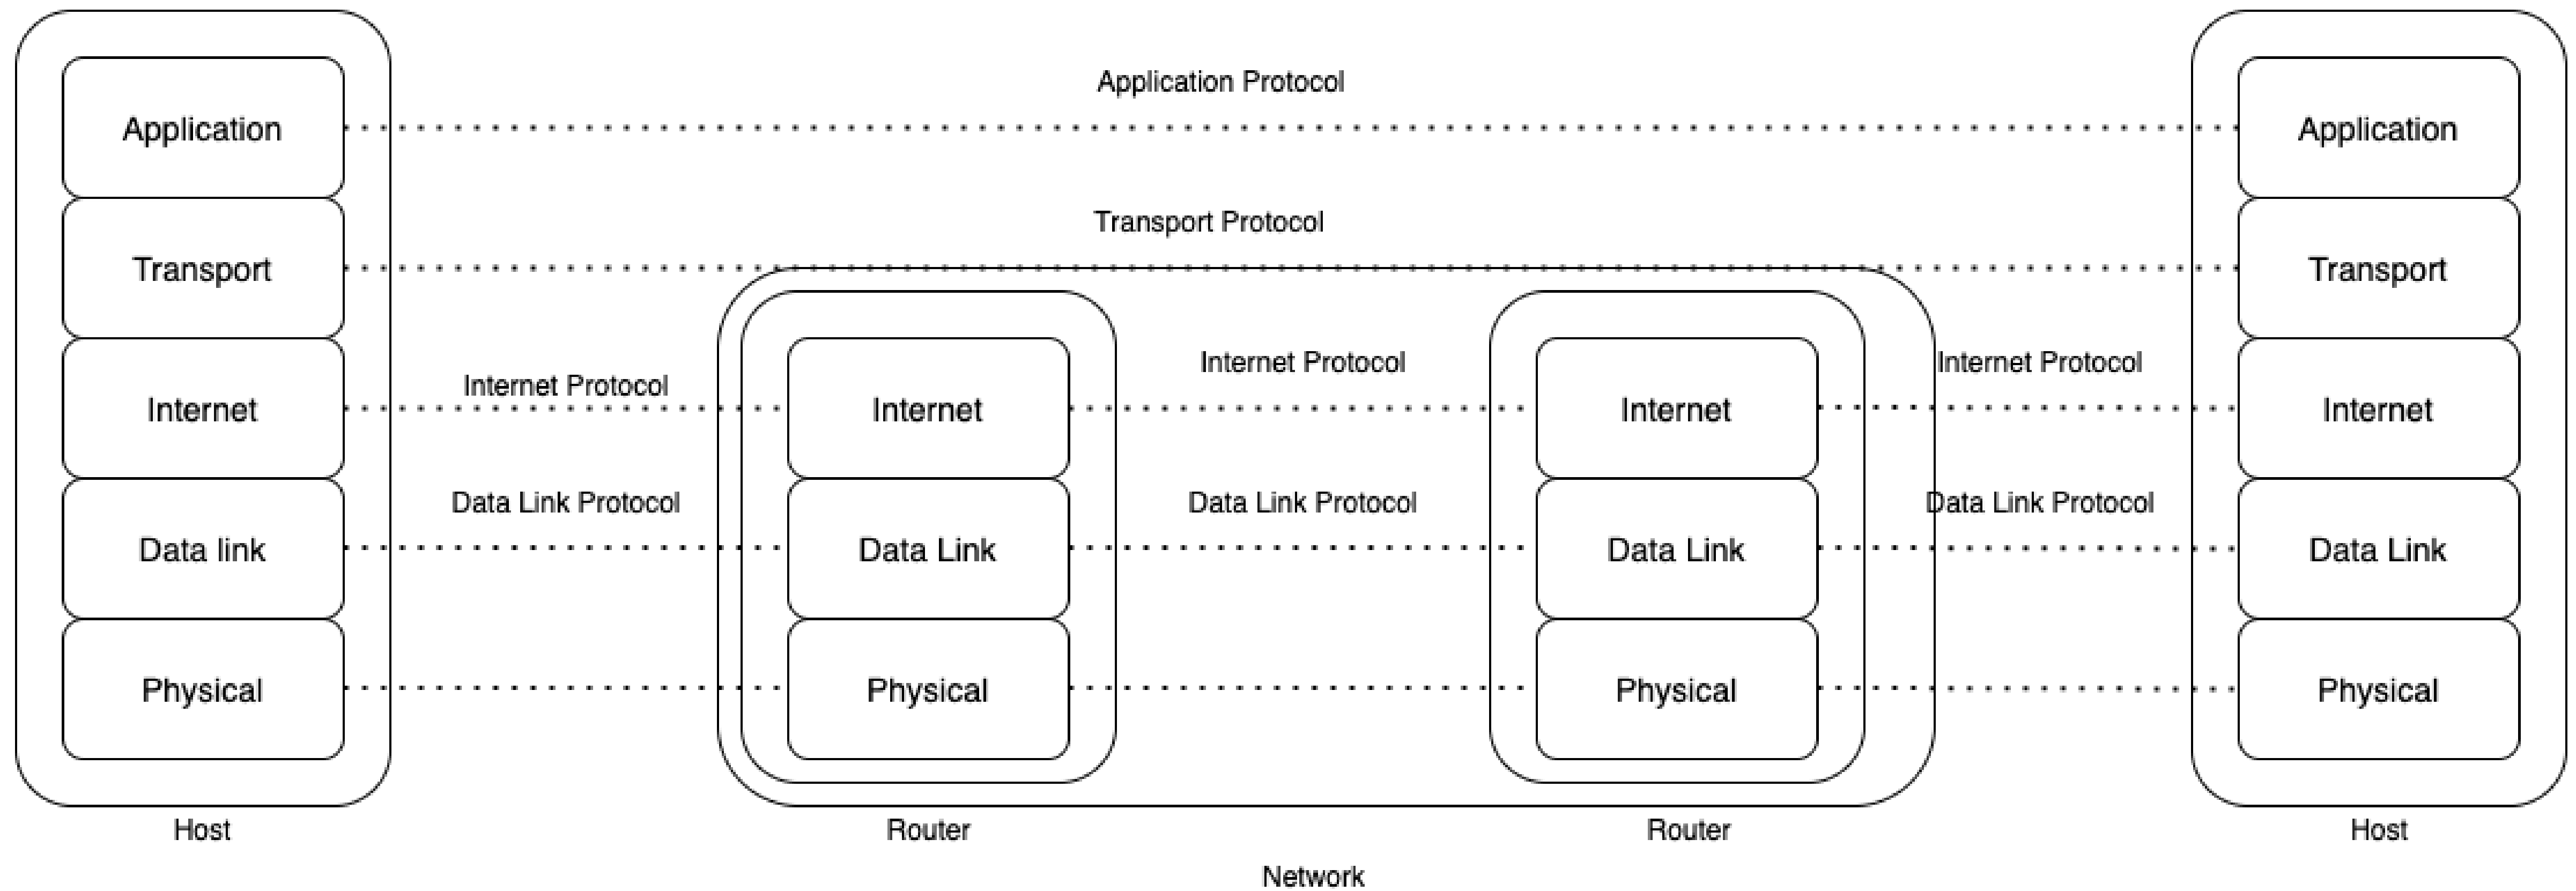 Application Protocol
Application
Application
Transport Protocol
Transport
Transport
Internet Protocol
Internet Protocol
Internet Protocol
Internet
Internet
Internet
Internet
Data Link Protocol
Data Link Protocol
Data Link Protocol
Data link
Data Link
Data Link
Data Link
Physical
Physical
Physical
Physical
Host
Router
Router
Host
Network